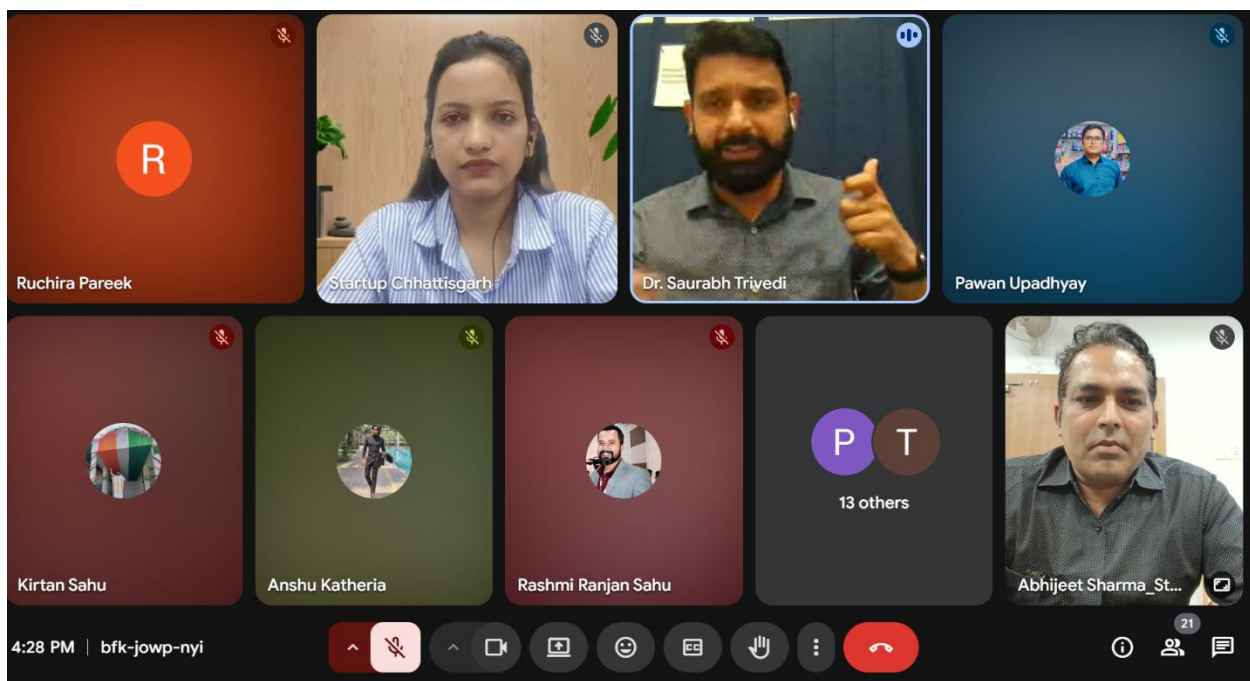 R
Ruchira Pareek
Startup Chhattisgarh
Dr. Saurabh Trivedi
Pawan Upadhyay
Kirtan Sahu
Anshu Katheria
Rashmi Ranjan Sahu
P T
13 others
Abhijeet Sharma_St...
4:28 PM | bfk-jowp-nyi
CC
21